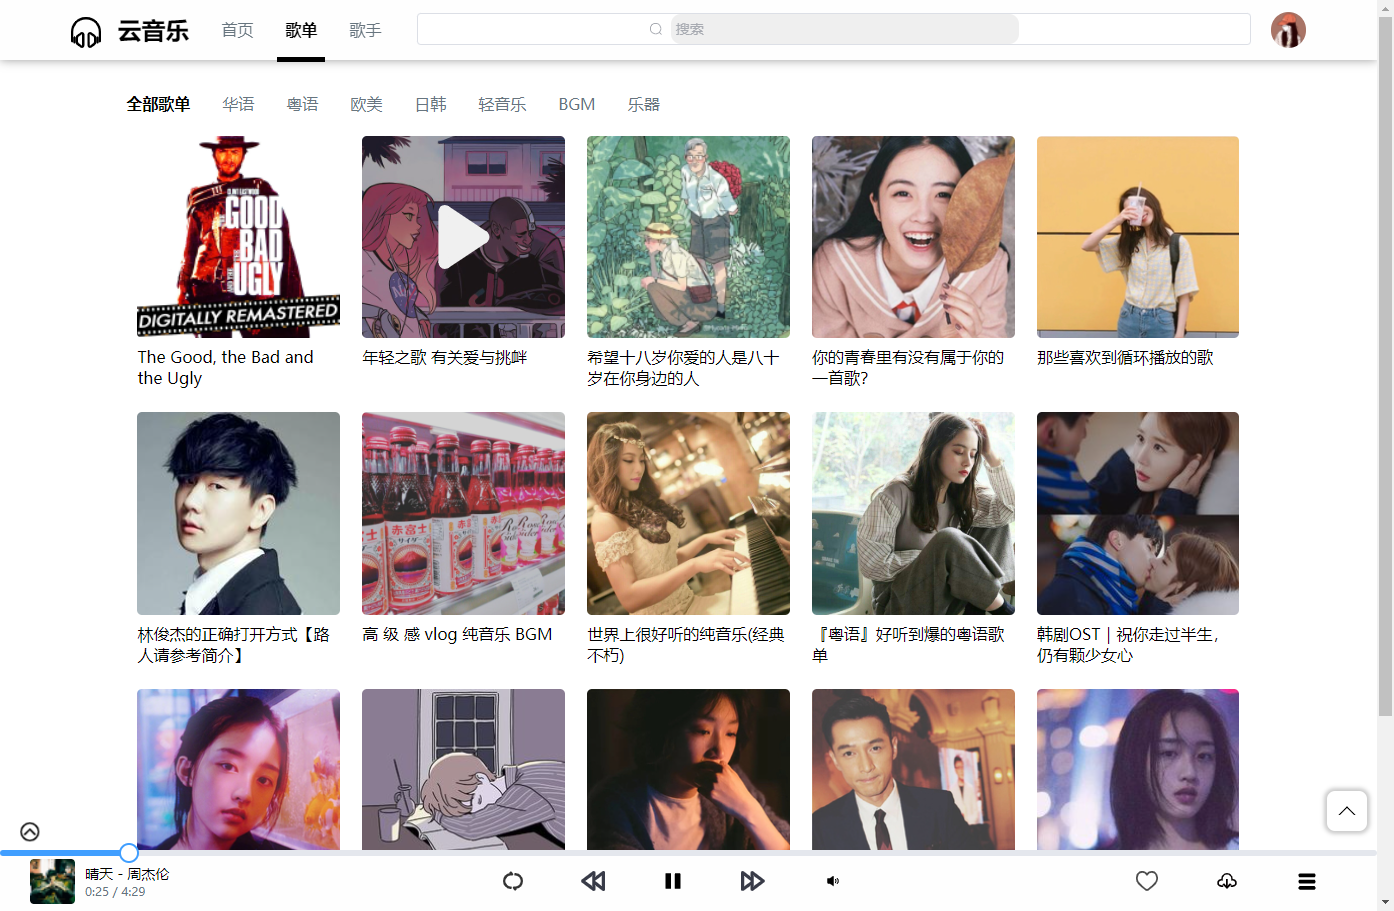 云音乐 首页 歌单 歌手 搜索
全部歌单 华语 粤语 欧美 日韩 轻音乐 BGM 乐器
CLINT EASTWOOD
GOOD
BAD
UGLY
DIGITALLY REMASTERED
The Good, the Bad and
the Ugly
年轻之歌 有关爱与挑衅
希望十八岁你爱的人是八十
岁在你身边的人
你的青春里有没有属于你的
一首歌?
那些喜欢到循环播放的歌
赤富士
林俊杰的正确打开方式【路
人请参考简介】
高 级 感 vlog 纯音乐 BGM
世界上很好听的纯音乐(经典
不朽)
『粤语』好听到爆的粤语歌
单
韩剧OST | 祝你走过半生,
仍有颗少女心
晴天 - 周杰伦
0:25 / 4:29